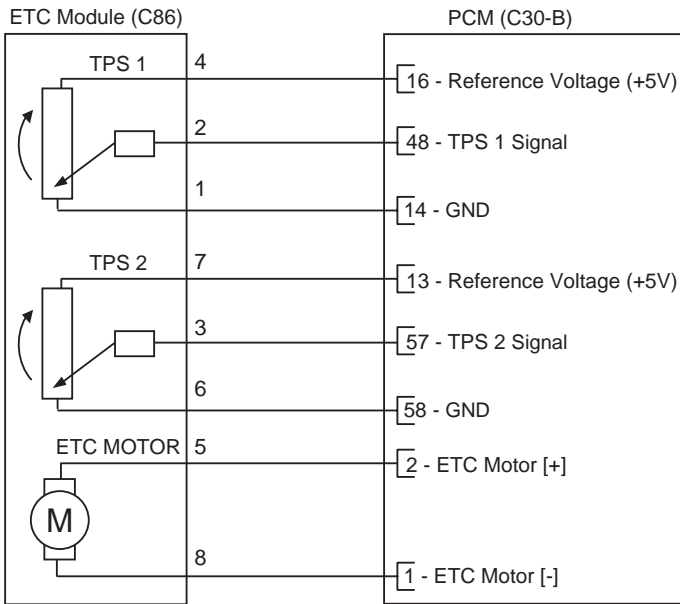 ETC Module (C86)
PCM (C30-B)
TPS 1
4
16 - Reference Voltage (+5V)
2
48 - TPS 1 Signal
1
14 - GND
TPS 2
7
13 - Reference Voltage (+5V)
3
57 - TPS 2 Signal
6
58 - GND
ETC MOTOR
5
2 - ETC Motor [+]
M
8
1 - ETC Motor [-]